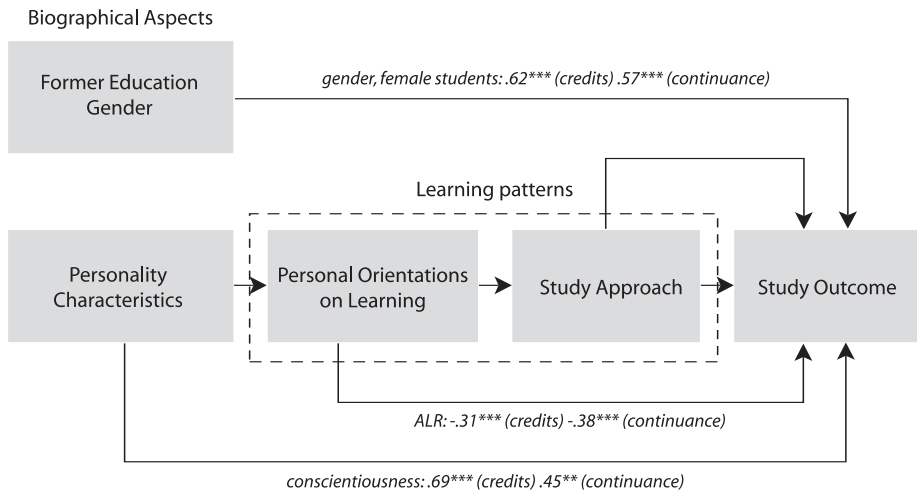 Biographical Aspects
Former Education
Gender
gender, female students: .62*** (credits) .57*** (continuance)
Learning patterns
Personality
Characteristics
Personal Orientations
on Learning
Study Approach
Study Outcome
ALR: -.31*** (credits) -.38*** (continuance)
conscientiousness: .69*** (credits) .45** (continuance)